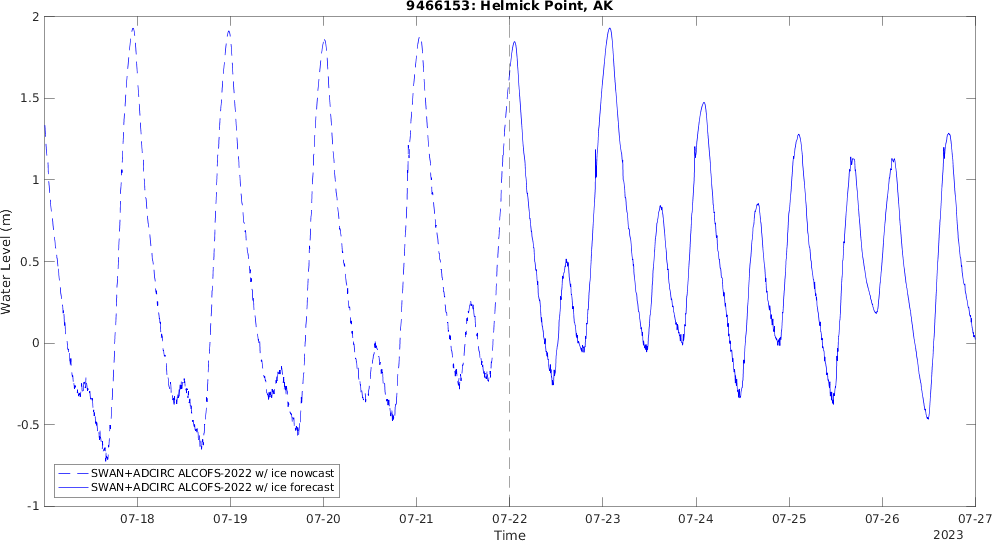 9466153: Helmick Point, AK
2
1.5
1
0.5
0
-0.5
-1
Water Level (m)
SWAN+ADCIRC ALCOFS-2022 w/ ice nowcast
SWAN+ADCIRC ALCOFS-2022 w/ ice forecast
07-18 07-19 07-20 07-21 07-22 07-23 07-24 07-25 07-26 07-27
Time
2023